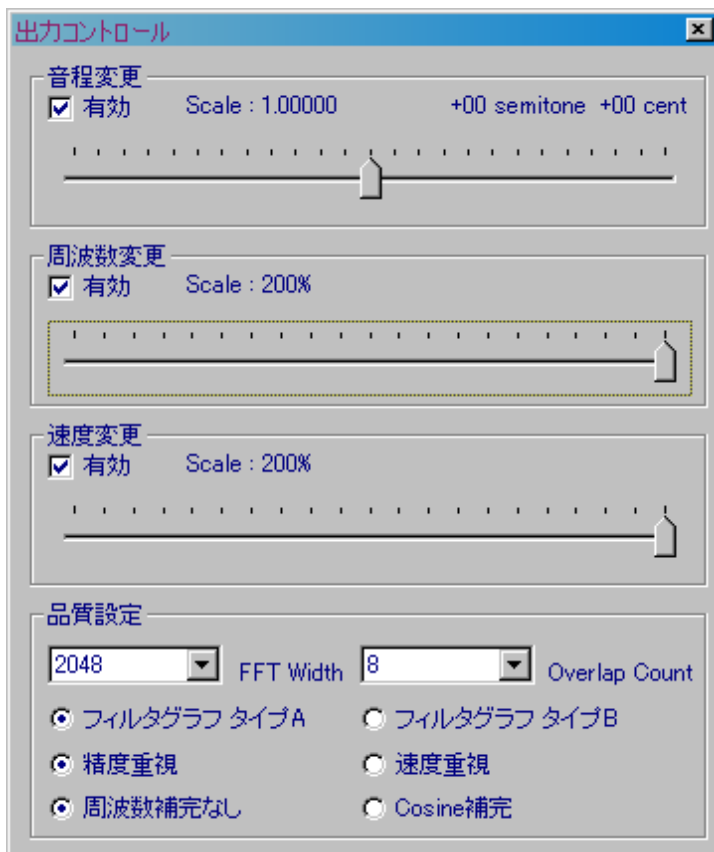 出力コントロール
音程変更
有効 Scale : 1.00000 +00 semitone +00 cent
周波数変更
有効 Scale : 200%
速度変更
有効 Scale : 200%
品質設定
2048 FFT Width 8 Overlap Count
フィルタグラフ タイプA フィルタグラフ タイプB
精度重視 速度重視
周波数補完なし Cosine補完